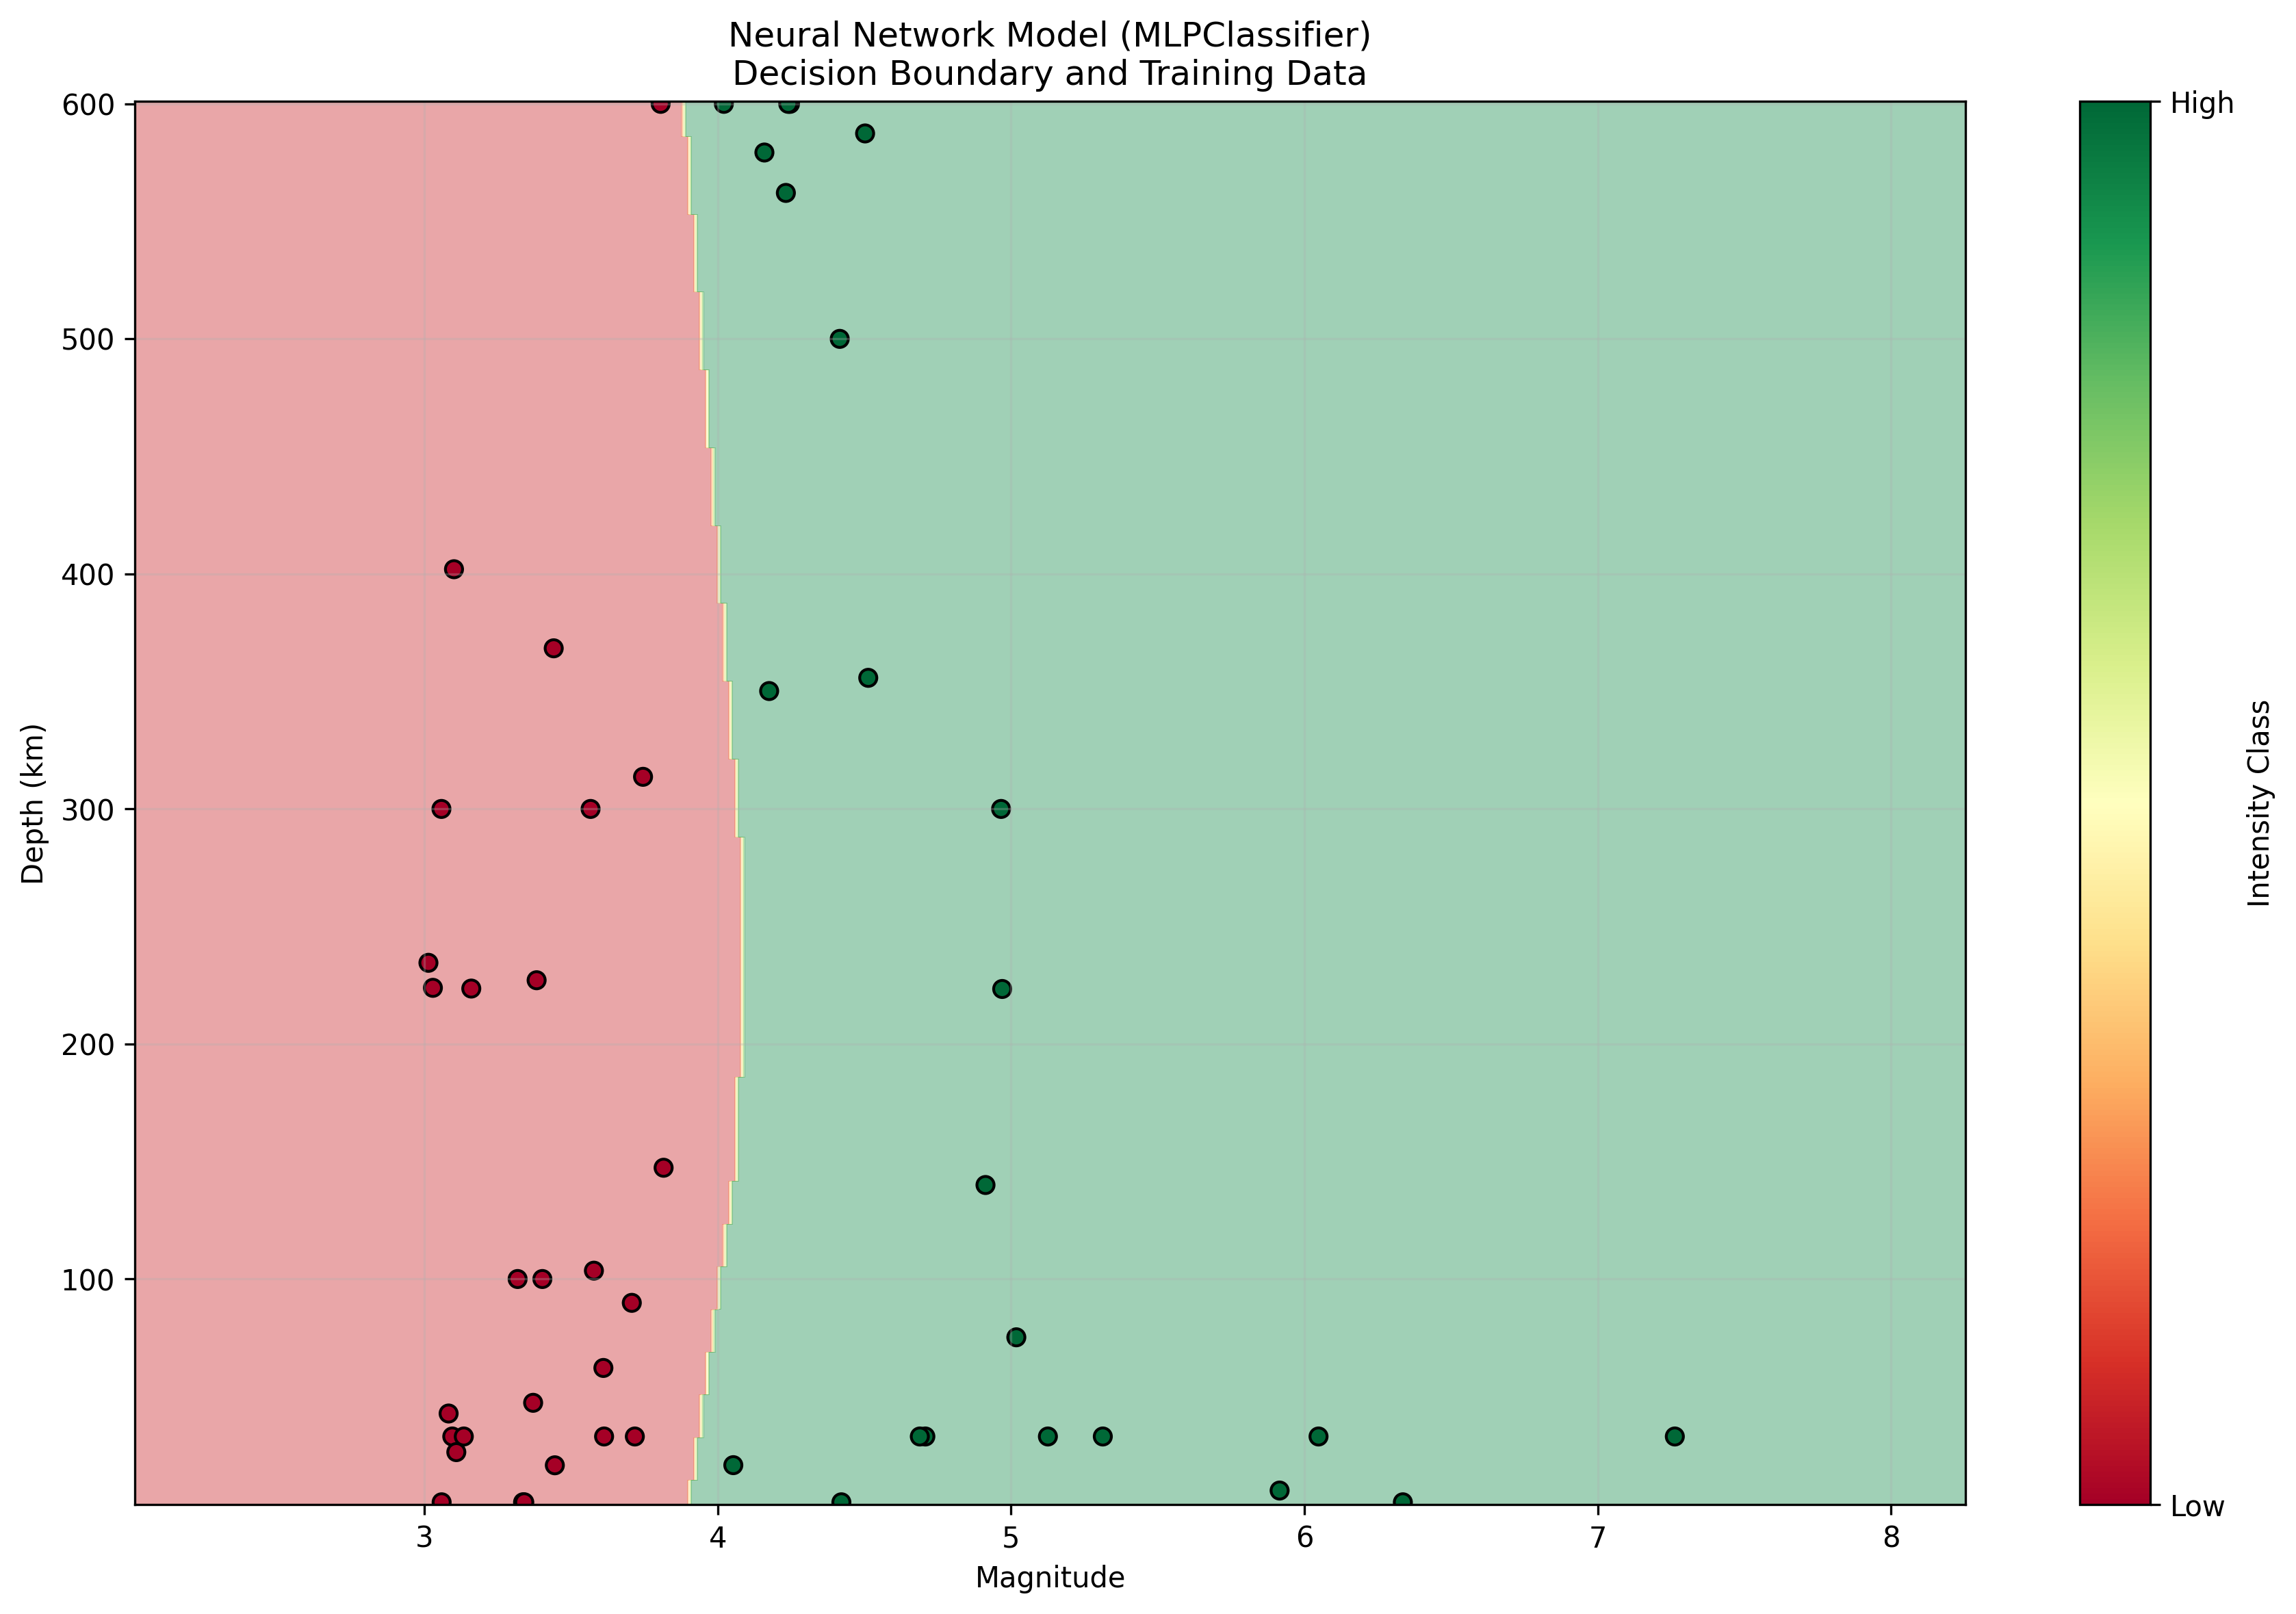 Neural Network Model (MLPClassifier)
Decision Boundary and Training Data
600
500
400
300
200
100
Depth (km)
3
4
5
6
7
8
Magnitude
High
Low
Intensity Class